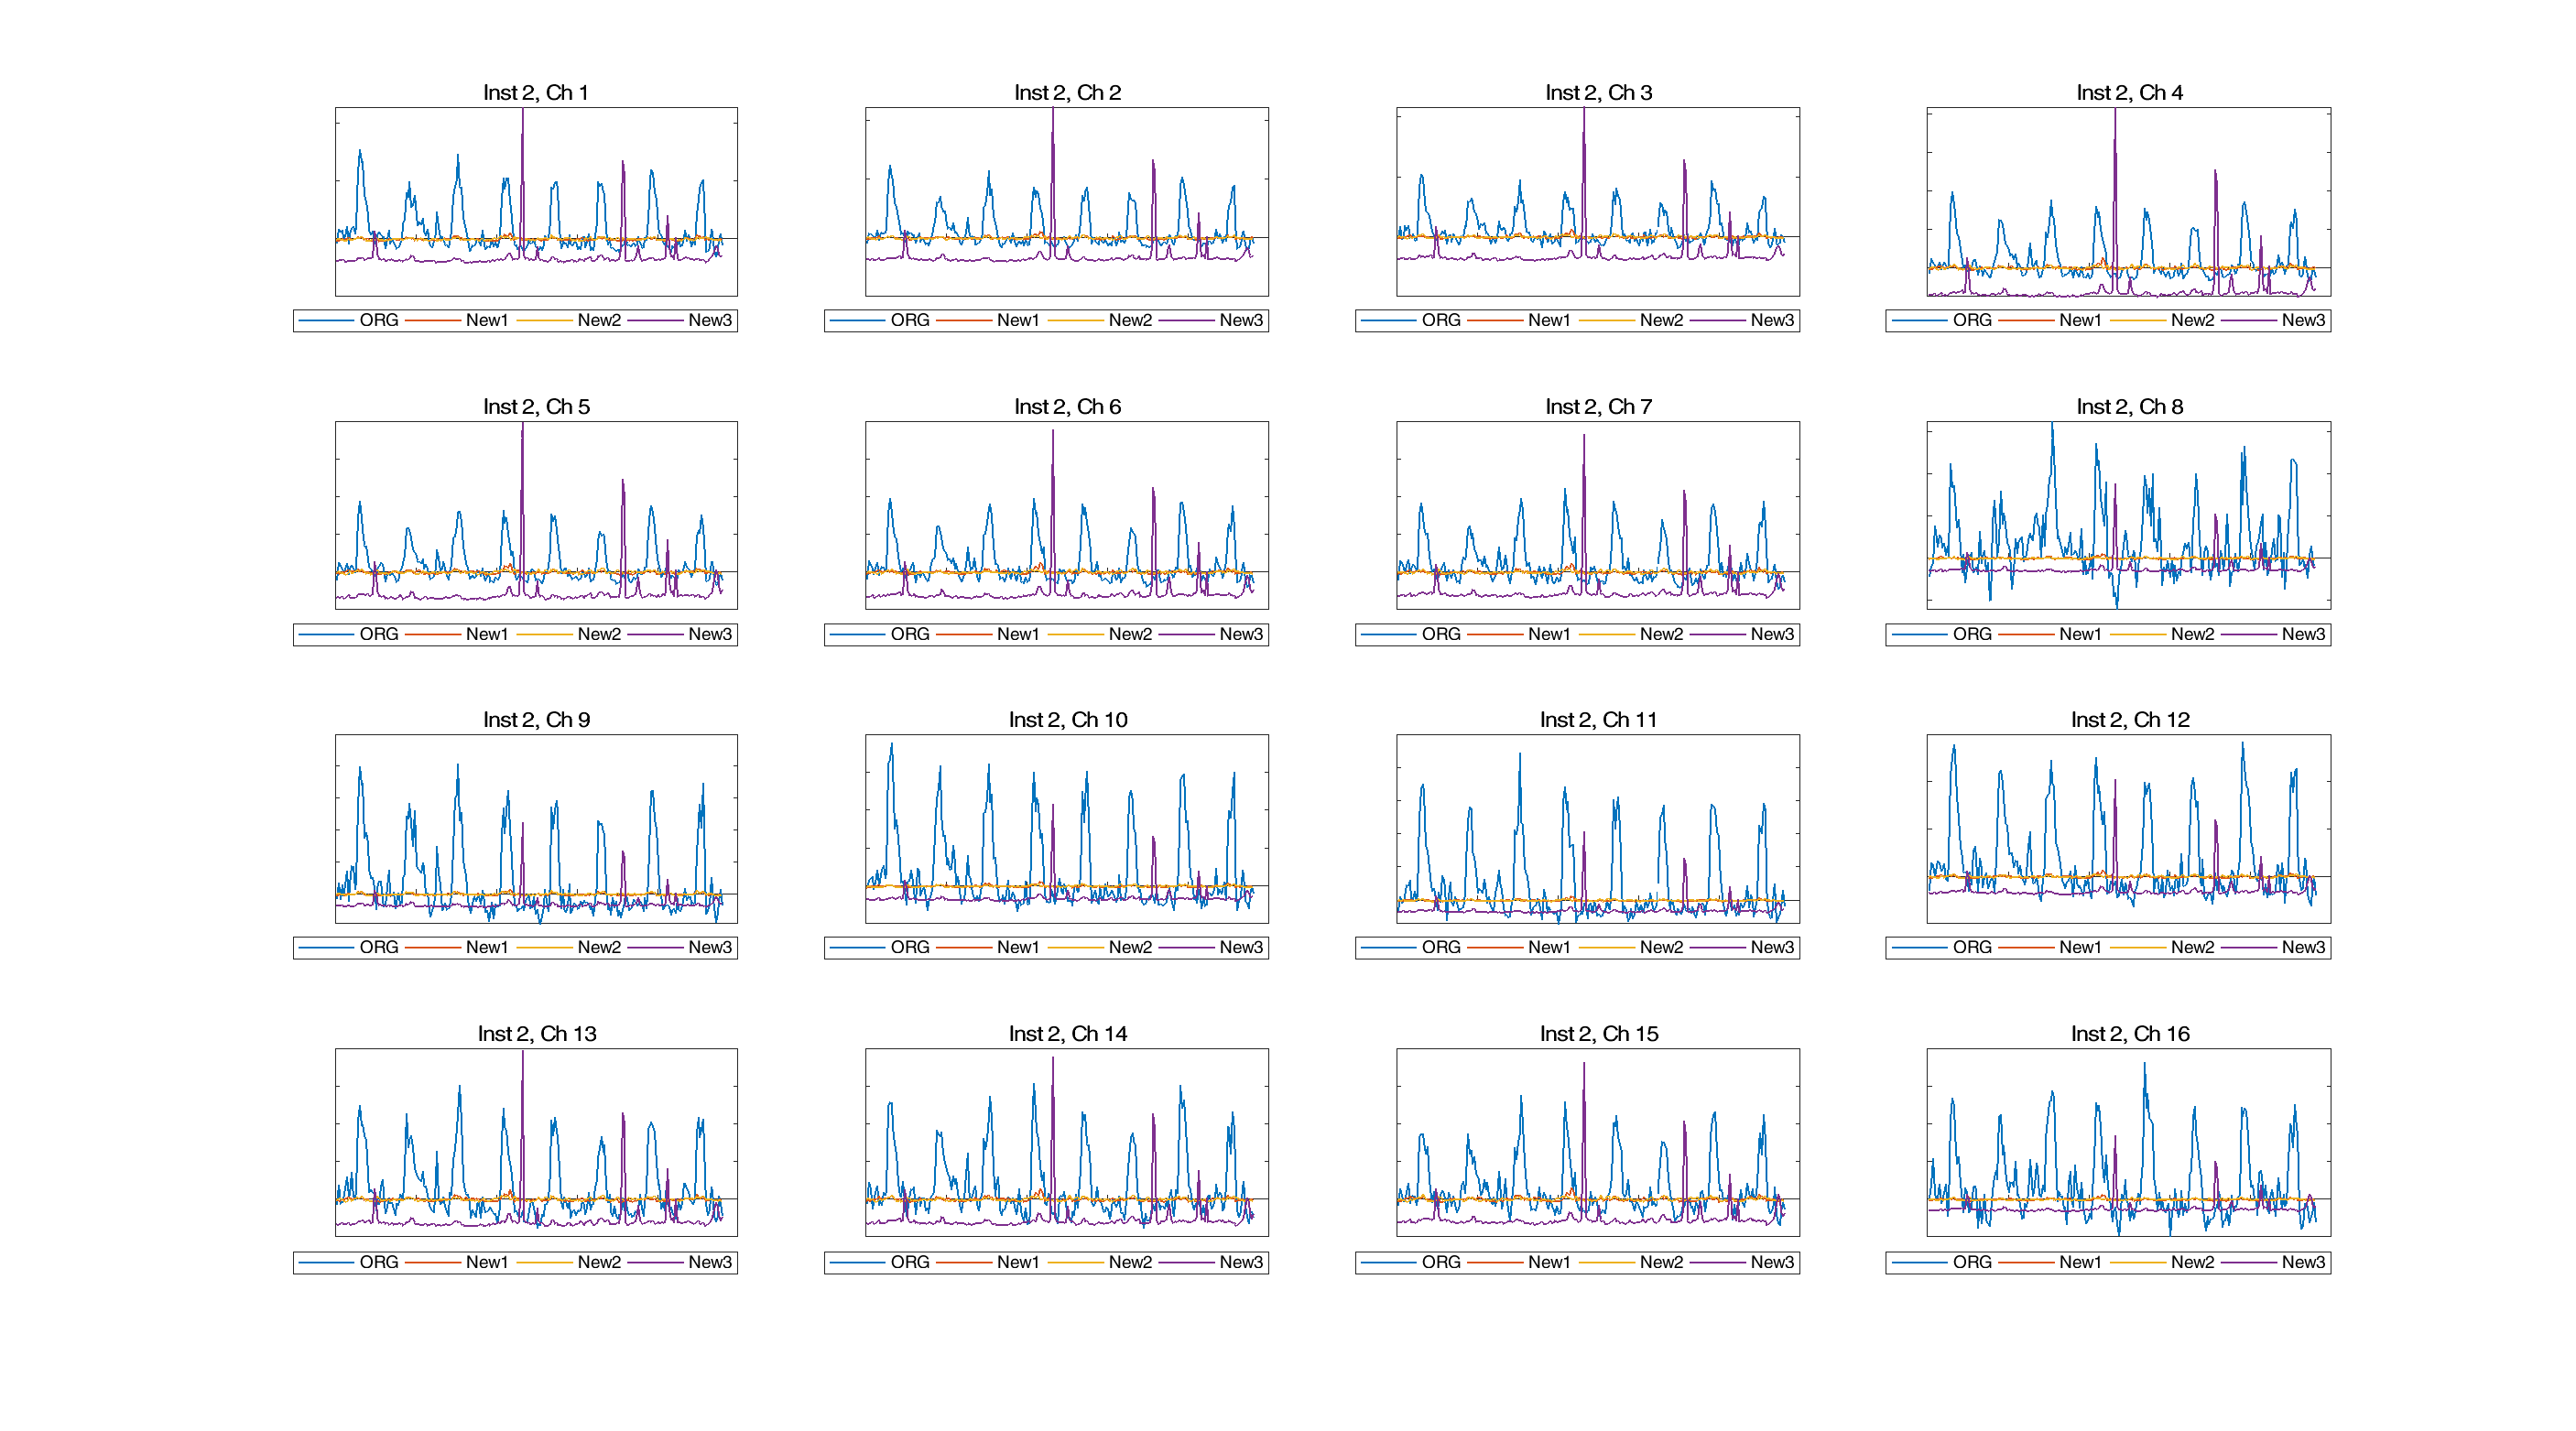 Inst 2, Ch 1
Inst 2, Ch 2
Inst 2, Ch 3
Inst 2, Ch 4
ORG New1 New2 New3
ORG New1 New2 New3
ORG New1 New2 New3
ORG New1 New2 New3
Inst 2, Ch 5
Inst 2, Ch 6
Inst 2, Ch 7
Inst 2, Ch 8
ORG New1 New2 New3
ORG New1 New2 New3
ORG New1 New2 New3
ORG New1 New2 New3
Inst 2, Ch 9
Inst 2, Ch 10
Inst 2, Ch 11
Inst 2, Ch 12
ORG New1 New2 New3
ORG New1 New2 New3
ORG New1 New2 New3
ORG New1 New2 New3
Inst 2, Ch 13
Inst 2, Ch 14
Inst 2, Ch 15
Inst 2, Ch 16
ORG New1 New2 New3
ORG New1 New2 New3
ORG New1 New2 New3
ORG New1 New2 New3